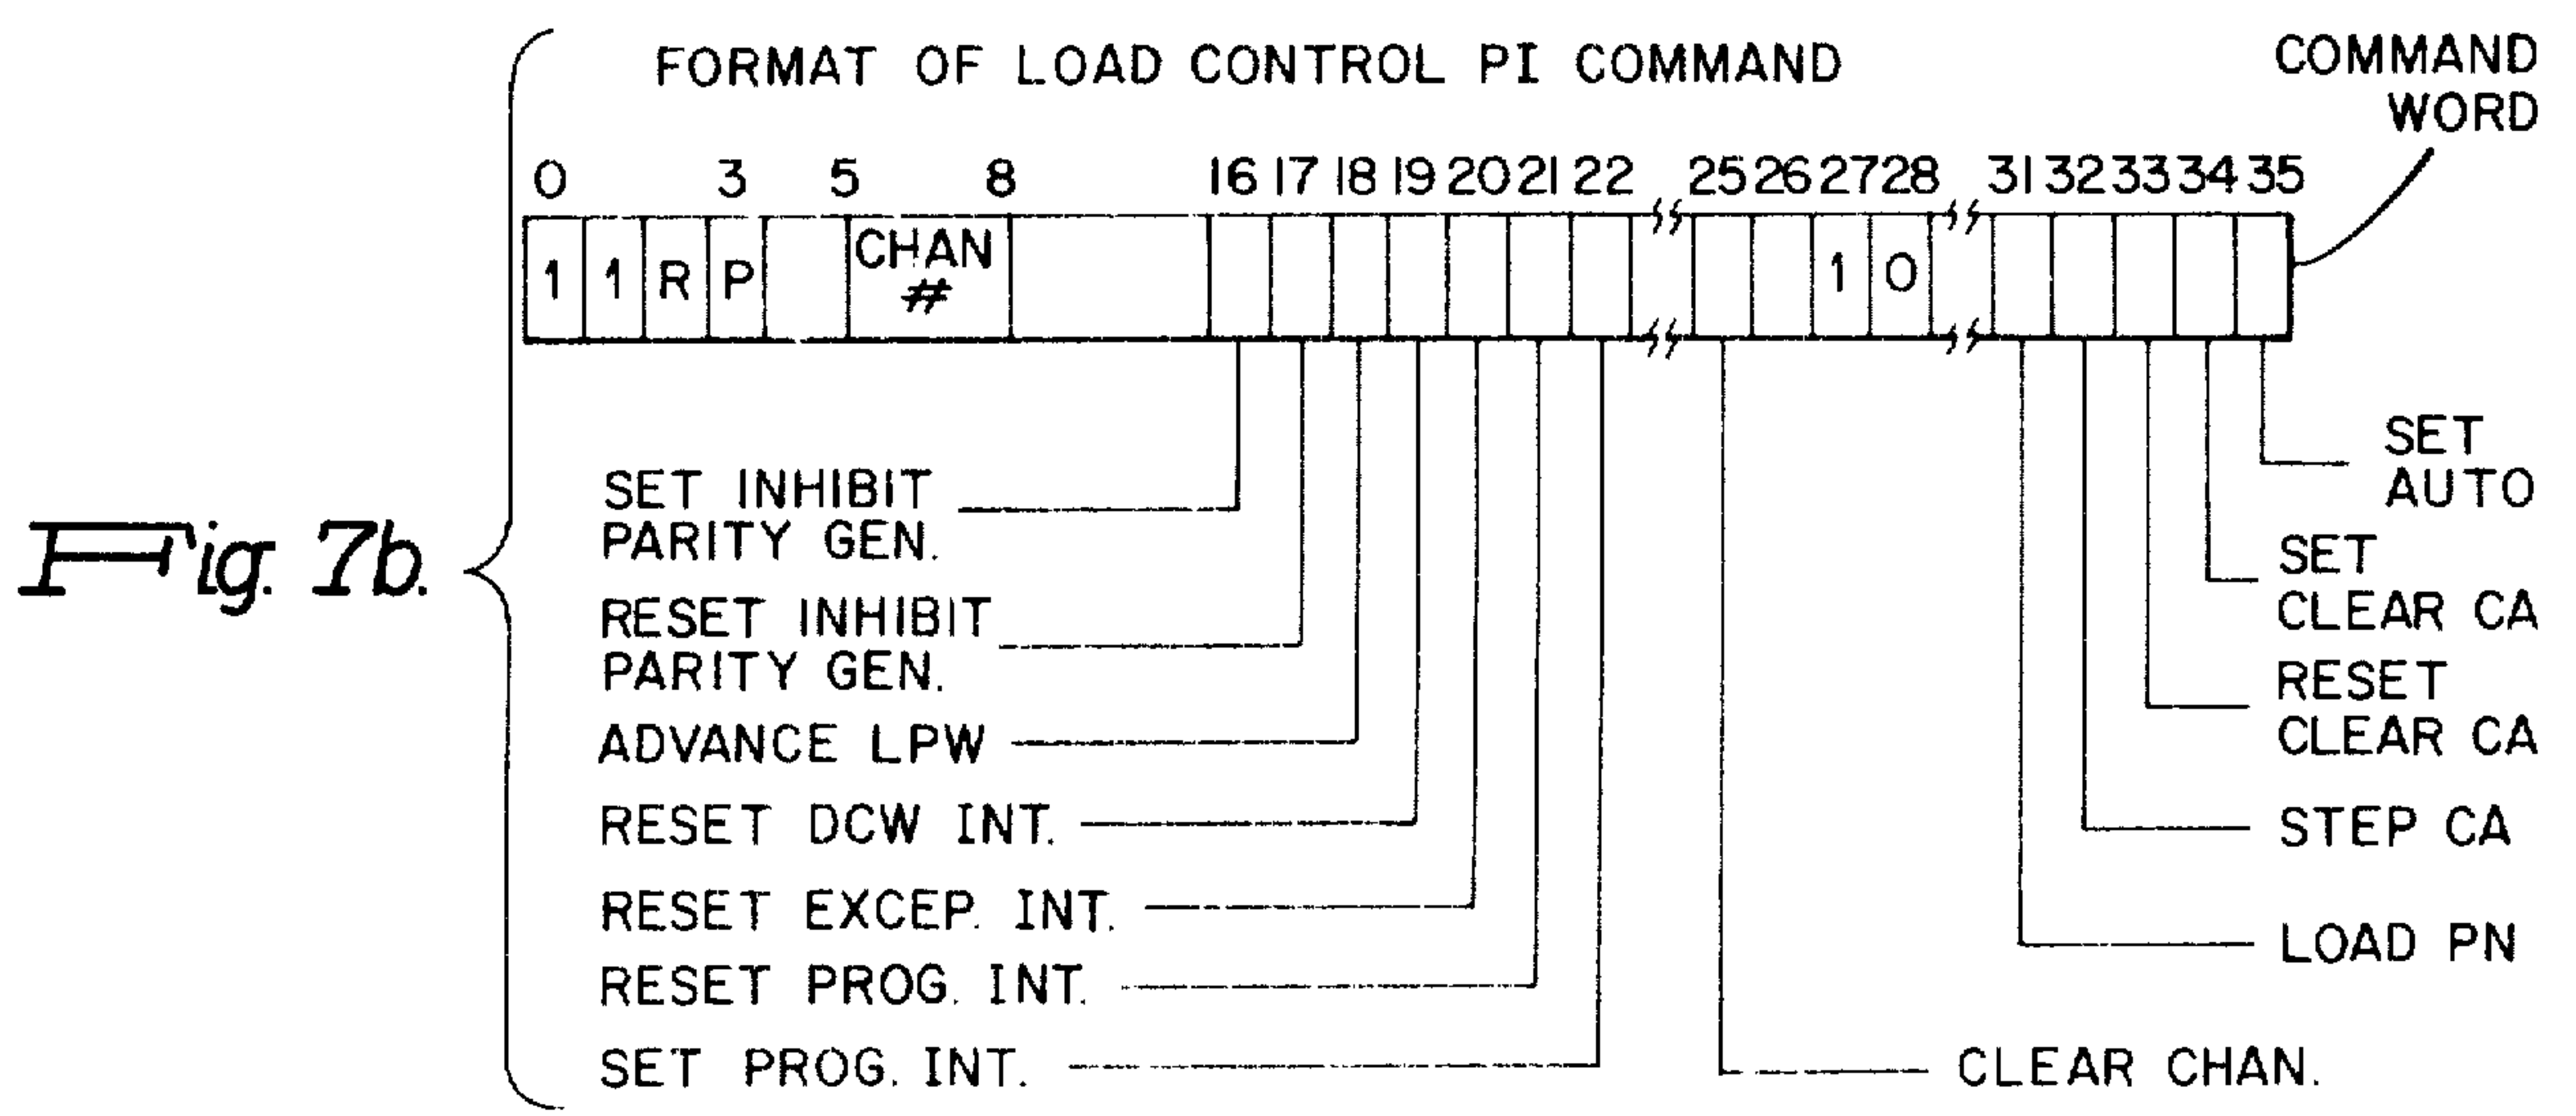 FORMAT OF LOAD CONTROL PI COMMAND
COMMAND
WORD
0 3 5 8 16 17 18 19 20 21 22 25 26 27 28 31 32 33 34 35
1 1 R P CHAN # 1 0
SET INHIBIT
PARITY GEN.
RESET INHIBIT
PARITY GEN.
ADVANCE LPW
RESET DCW INT.
RESET EXCEP. INT.
RESET PROG. INT.
SET PROG. INT.
CLEAR CHAN.
SET
AUTO
SET
CLEAR CA
RESET
CLEAR CA
STEP CA
LOAD PN
Fig. 7b.